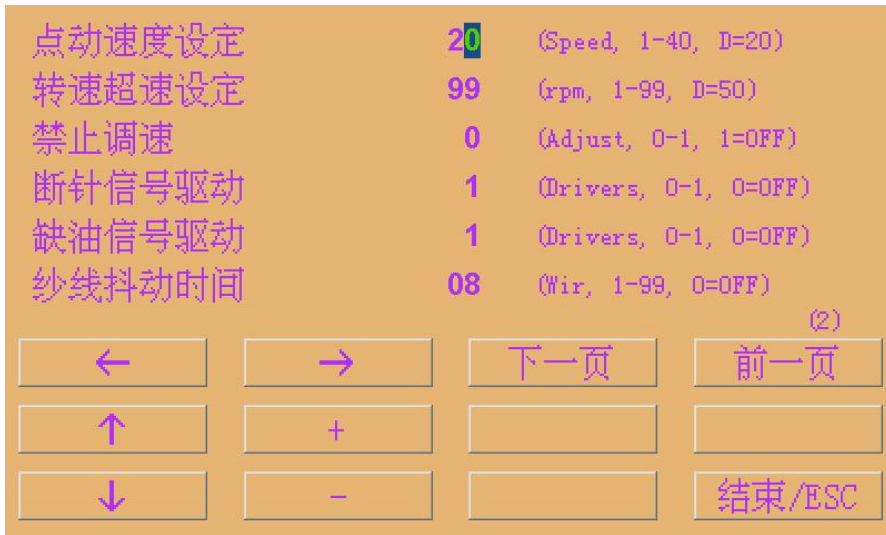 点动速度设定 20 (Speed, 1-40, D=20)
转速超速设定 99 (rpm, 1-99, D=50)
禁止调速 0 (Adjust, 0-1, 1=OFF)
断针信号驱动 1 (Drivers, 0-1, 0=OFF)
缺油信号驱动 1 (Drivers, 0-1, 0=OFF)
纱线抖动时间 08 (Wir, 1-99, 0=OFF)
(2)
← → 下一页 前一页
↑ +
↓ - 结束/ESC